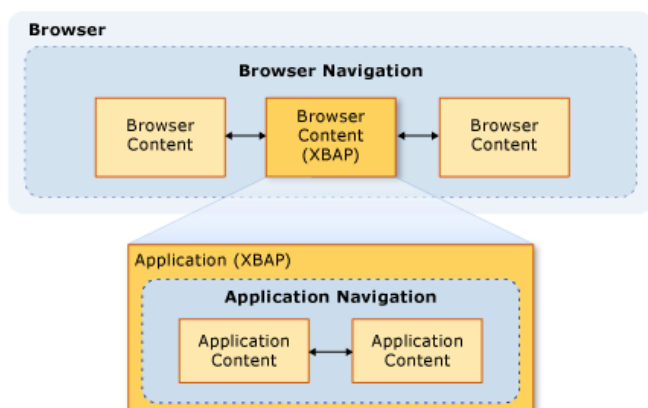 Browser
Browser Navigation
Browser
Content
Browser
Content
(XBAP)
Browser
Content
Application (XBAP)
Application Navigation
Application
Content
Application
Content